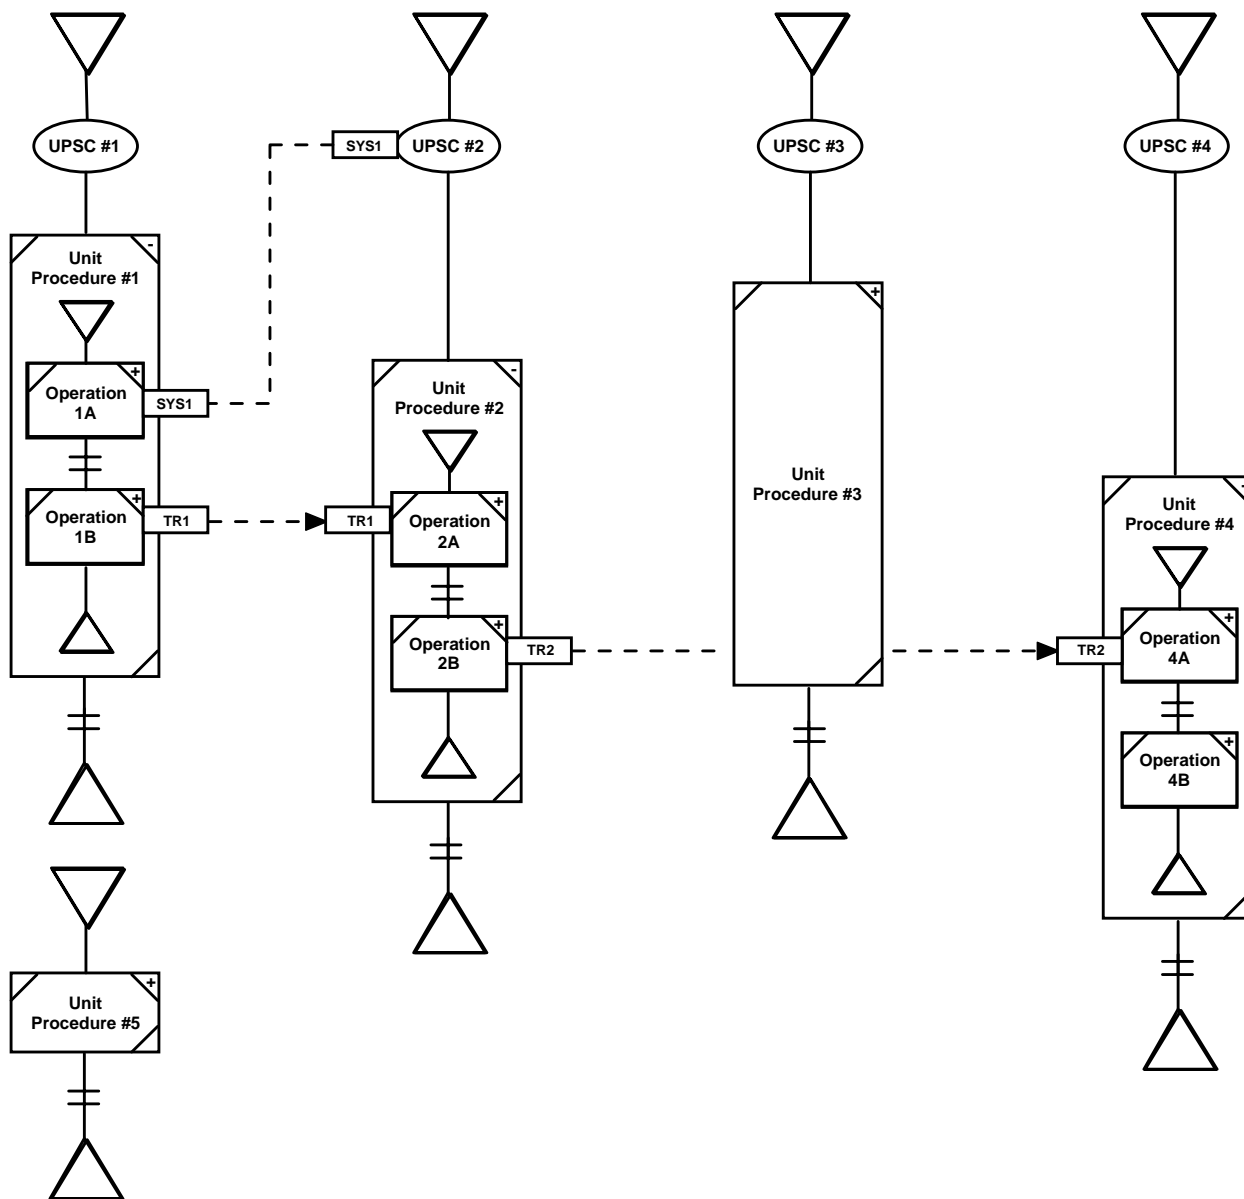 UPSC #1
SYS1
UPSC #2
UPSC #3
UPSC #4
Unit
Procedure #1
-
Operation
1A
+
SYS1
Operation
1B
+
TR1
Unit
Procedure #2
-
TR1
Operation
2A
+
Operation
2B
+
TR2
Unit
Procedure #3
+
Unit
Procedure #4
-
TR2
Operation
4A
+
Operation
4B
+
Unit
Procedure #5
+